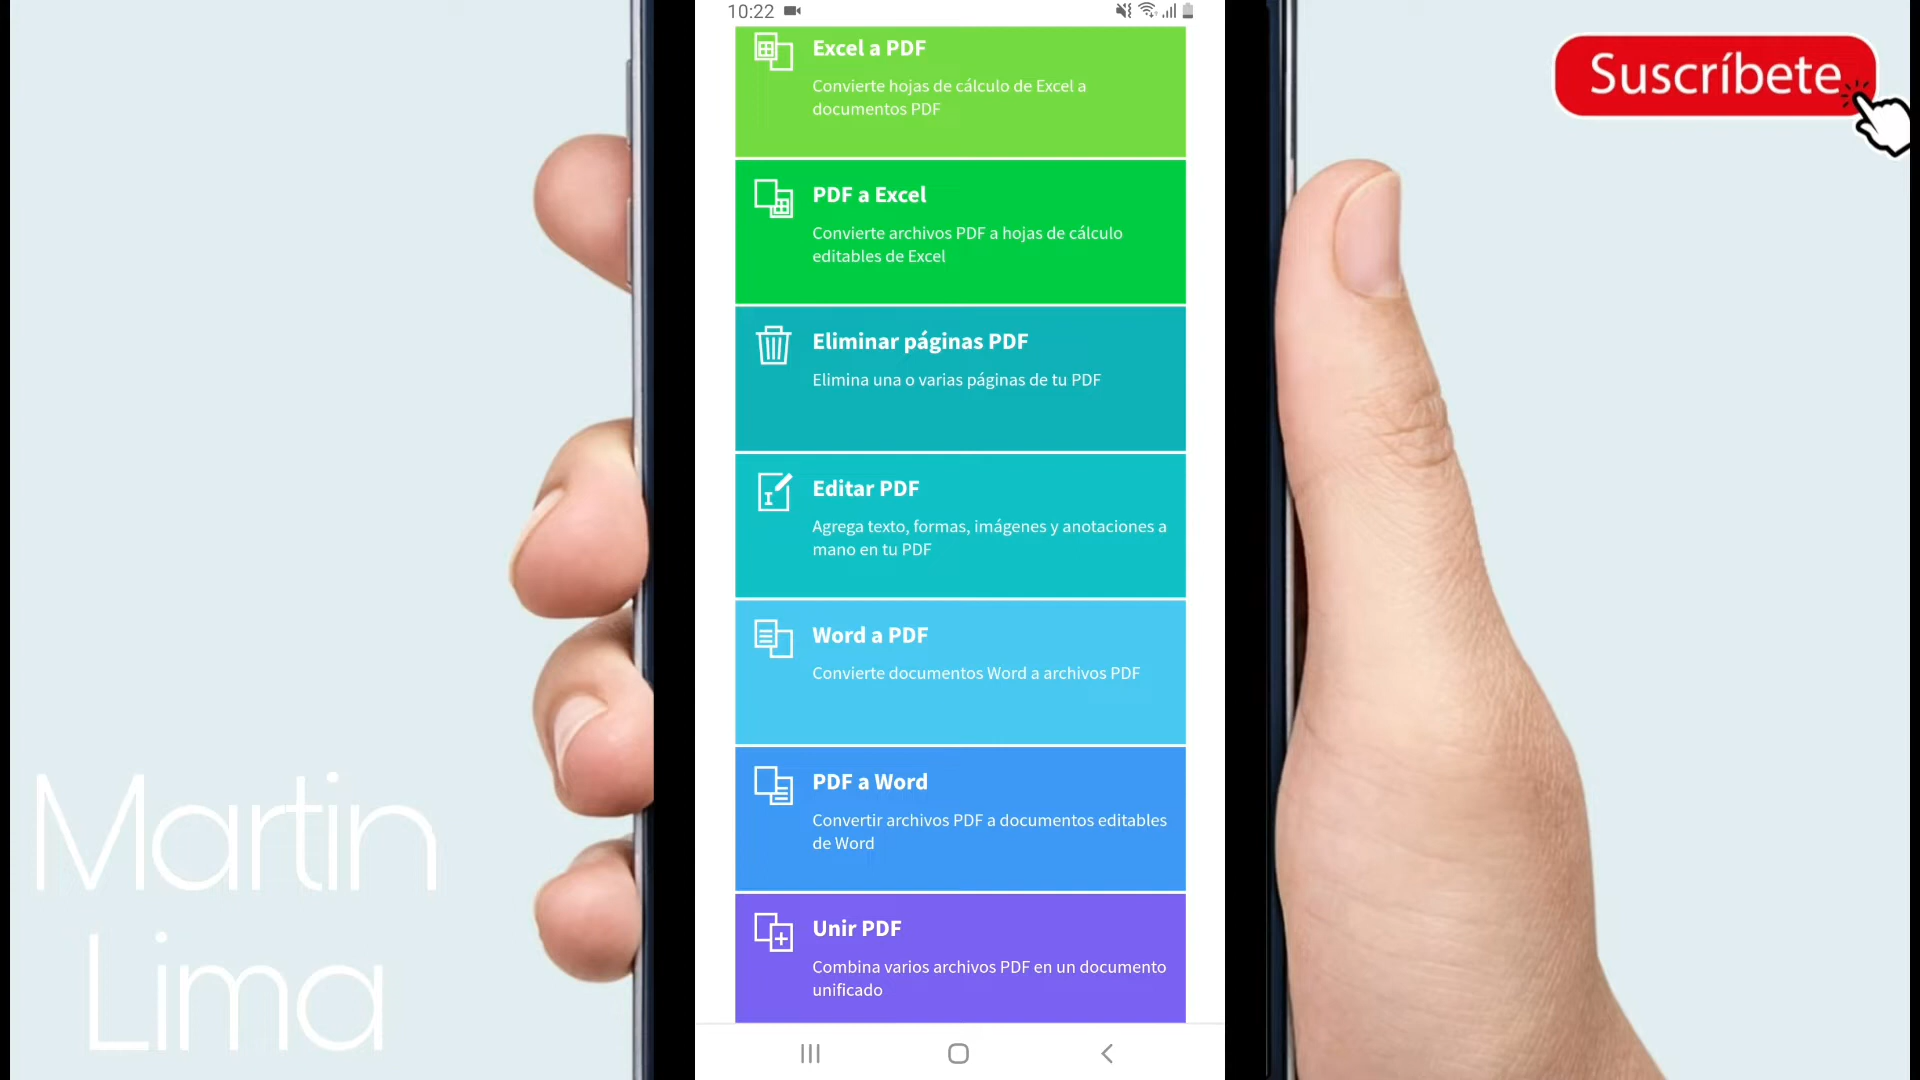 10:22
Excel a PDF
Convierte hojas de cálculo de Excel a
documentos PDF
PDF a Excel
Convierte archivos PDF a hojas de cálculo
editables de Excel
Eliminar páginas PDF
Elimina una o varias páginas de tu PDF
Editar PDF
Agrega texto, formas, imágenes y anotaciones a
mano en tu PDF
Word a PDF
Convierte documentos Word a archivos PDF
PDF a Word
Convertir archivos PDF a documentos editables
de Word
Unir PDF
Combina varios archivos PDF en un documento
unificado
Suscríbete
Martin
Lima